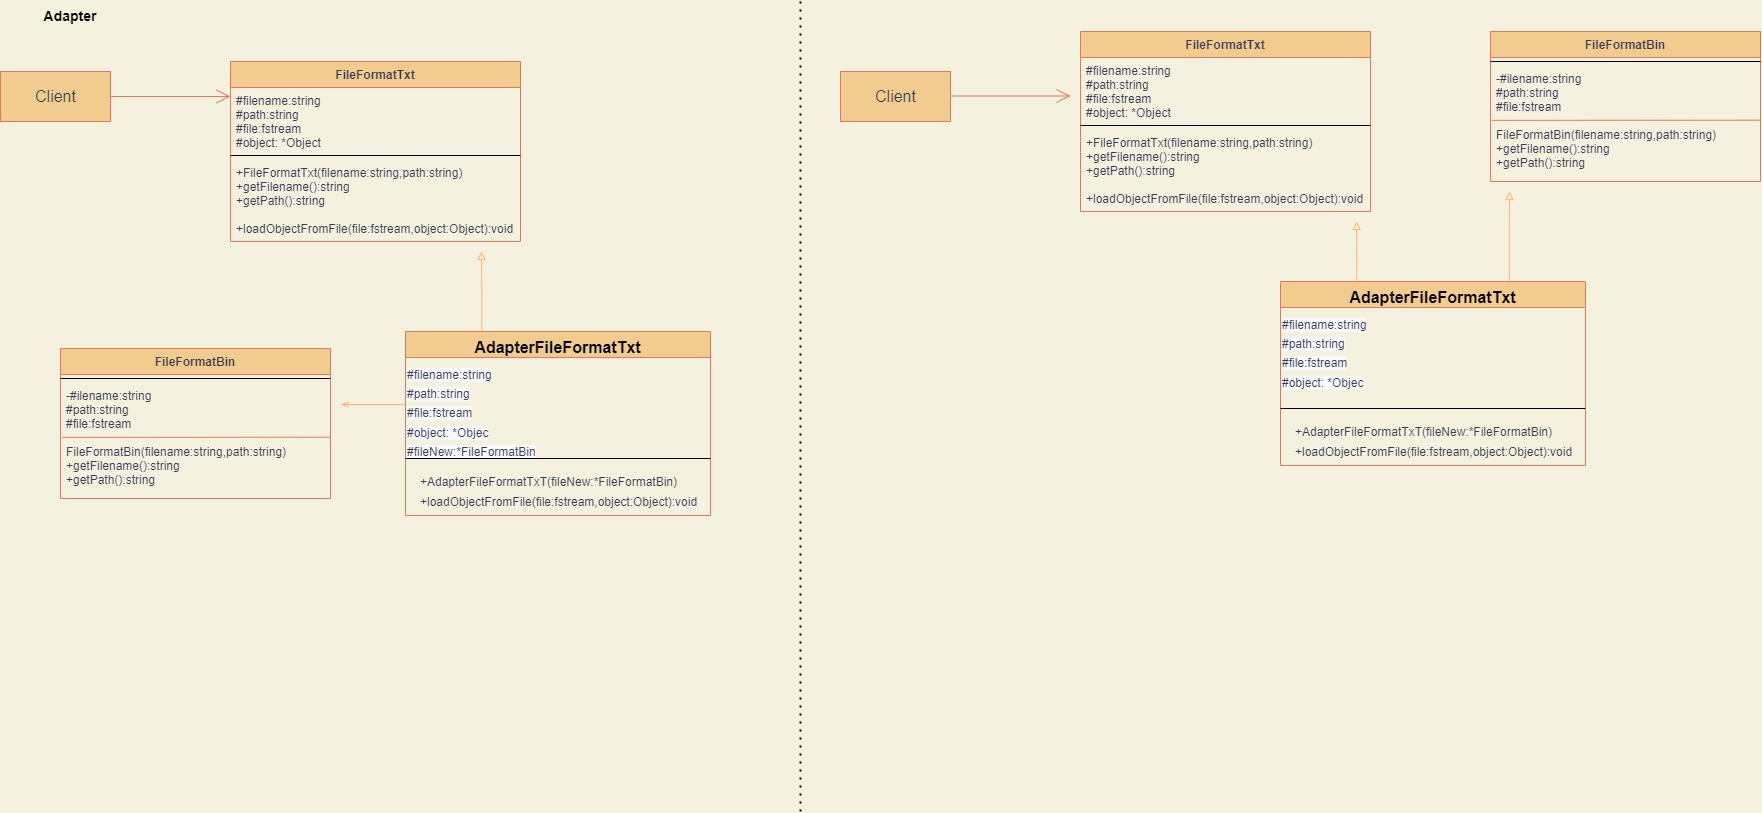 Adapter
Client
FileFormatTxt
#filename:string
#path:string
#file:fstream
#object: *Object
+FileFormatTxt(filename:string,path:string)
+getFilename():string
+getPath():string
+loadObjectFromFile(file:fstream,object:Object):void
FileFormatBin
-#ilename:string
#path:string
#file:fstream
FileFormatBin(filename:string,path:string)
+getFilename():string
+getPath():string
AdapterFileFormatTxt
#filename:string
#path:string
#file:fstream
#object: *Objec
#fileNew:*FileFormatBin
+AdapterFileFormatTxT(fileNew:*FileFormatBin)
+loadObjectFromFile(file:fstream,object:Object):void
Client
FileFormatTxt
#filename:string
#path:string
#file:fstream
#object: *Object
+FileFormatTxt(filename:string,path:string)
+getFilename():string
+getPath():string
+loadObjectFromFile(file:fstream,object:Object):void
FileFormatBin
-#ilename:string
#path:string
#file:fstream
FileFormatBin(filename:string,path:string)
+getFilename():string
+getPath():string
AdapterFileFormatTxt
#filename:string
#path:string
#file:fstream
#object: *Objec
+AdapterFileFormatTxT(fileNew:*FileFormatBin)
+loadObjectFromFile(file:fstream,object:Object):void